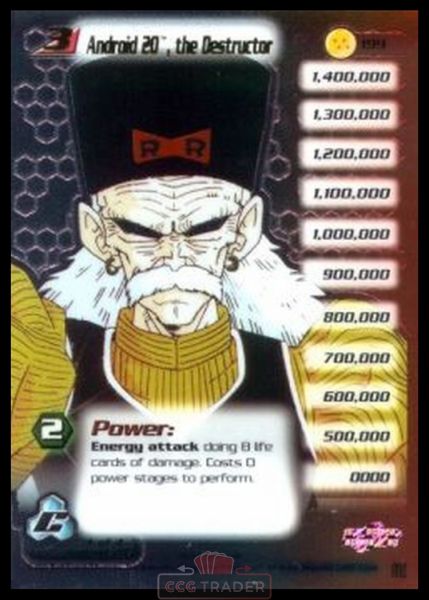 3
Android 20™, the Destructor
199
1,400,000
1,300,000
1,200,000
1,100,000
1,000,000
900,000
800,000
700,000
600,000
500,000
0000
R R
2
Power:
Energy attack doing 8 life
cards of damage. Costs 0
power stages to perform.
CCG TRADER